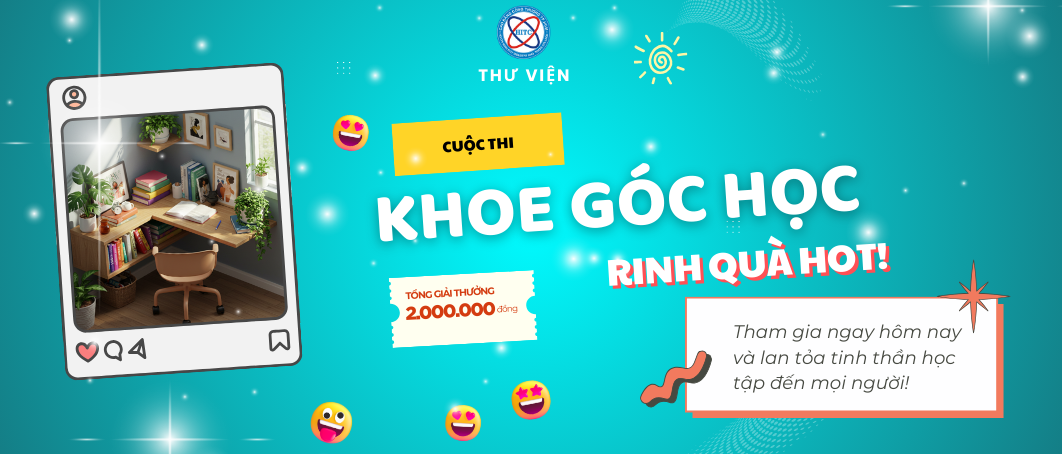 HITC
THƯ VIỆN
CUỘC THI
KHOE GÓC HỌC
RINH QUÀ HOT!
TỔNG GIẢI THƯỞNG
2.000.000 đồng
Tham gia ngay hôm nay
và lan tỏa tinh thần học
tập đến mọi người!